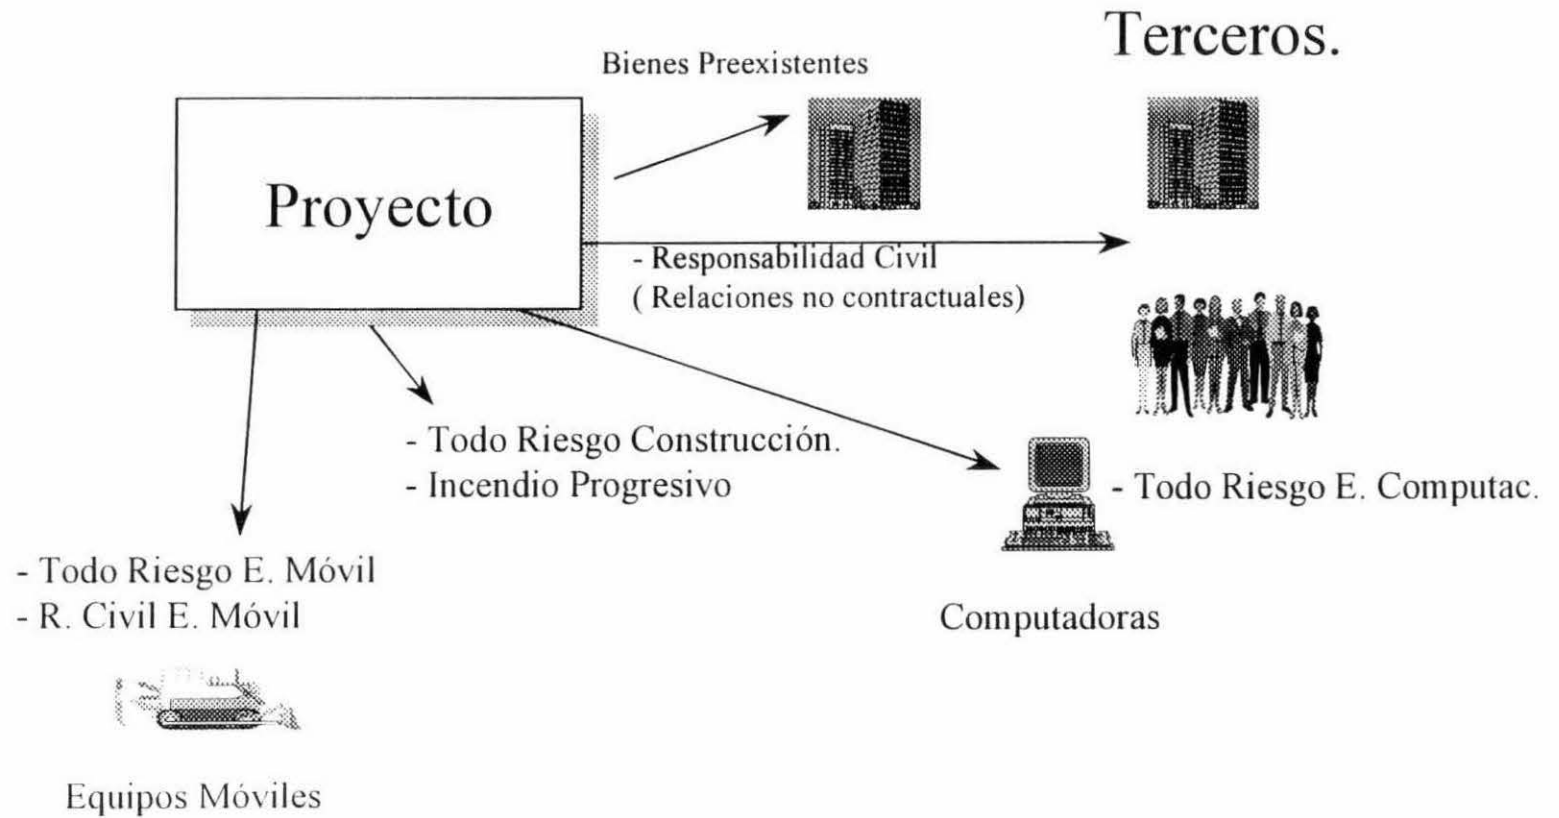 Terceros.
Bienes Preexistentes
Proyecto
- Responsabilidad Civil
( Relaciones no contractuales)
- Todo Riesgo Construcción.
- Incendio Progresivo
- Todo Riesgo E. Computac.
- Todo Riesgo E. Móvil
- R. Civil E. Móvil
Computadoras
Equipos Móviles